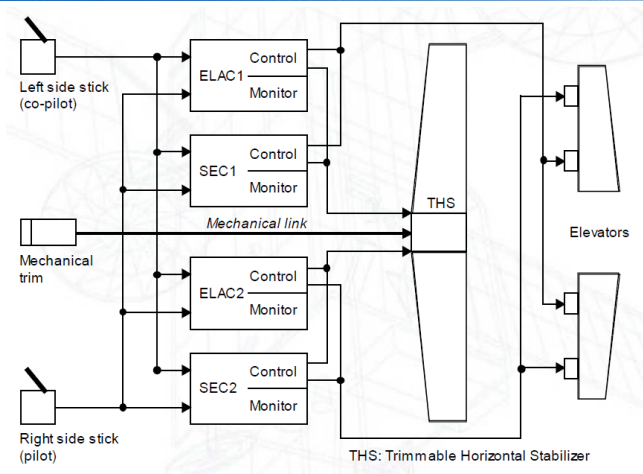 Left side stick
(co-pilot)
ELAC1
Control
Monitor
SEC1
Control
Monitor
THS
Mechanical link
Mechanical
trim
Elevators
ELAC2
Control
Monitor
SEC2
Control
Monitor
Right side stick
(pilot)
THS: Trimmable Horizontal Stabilizer